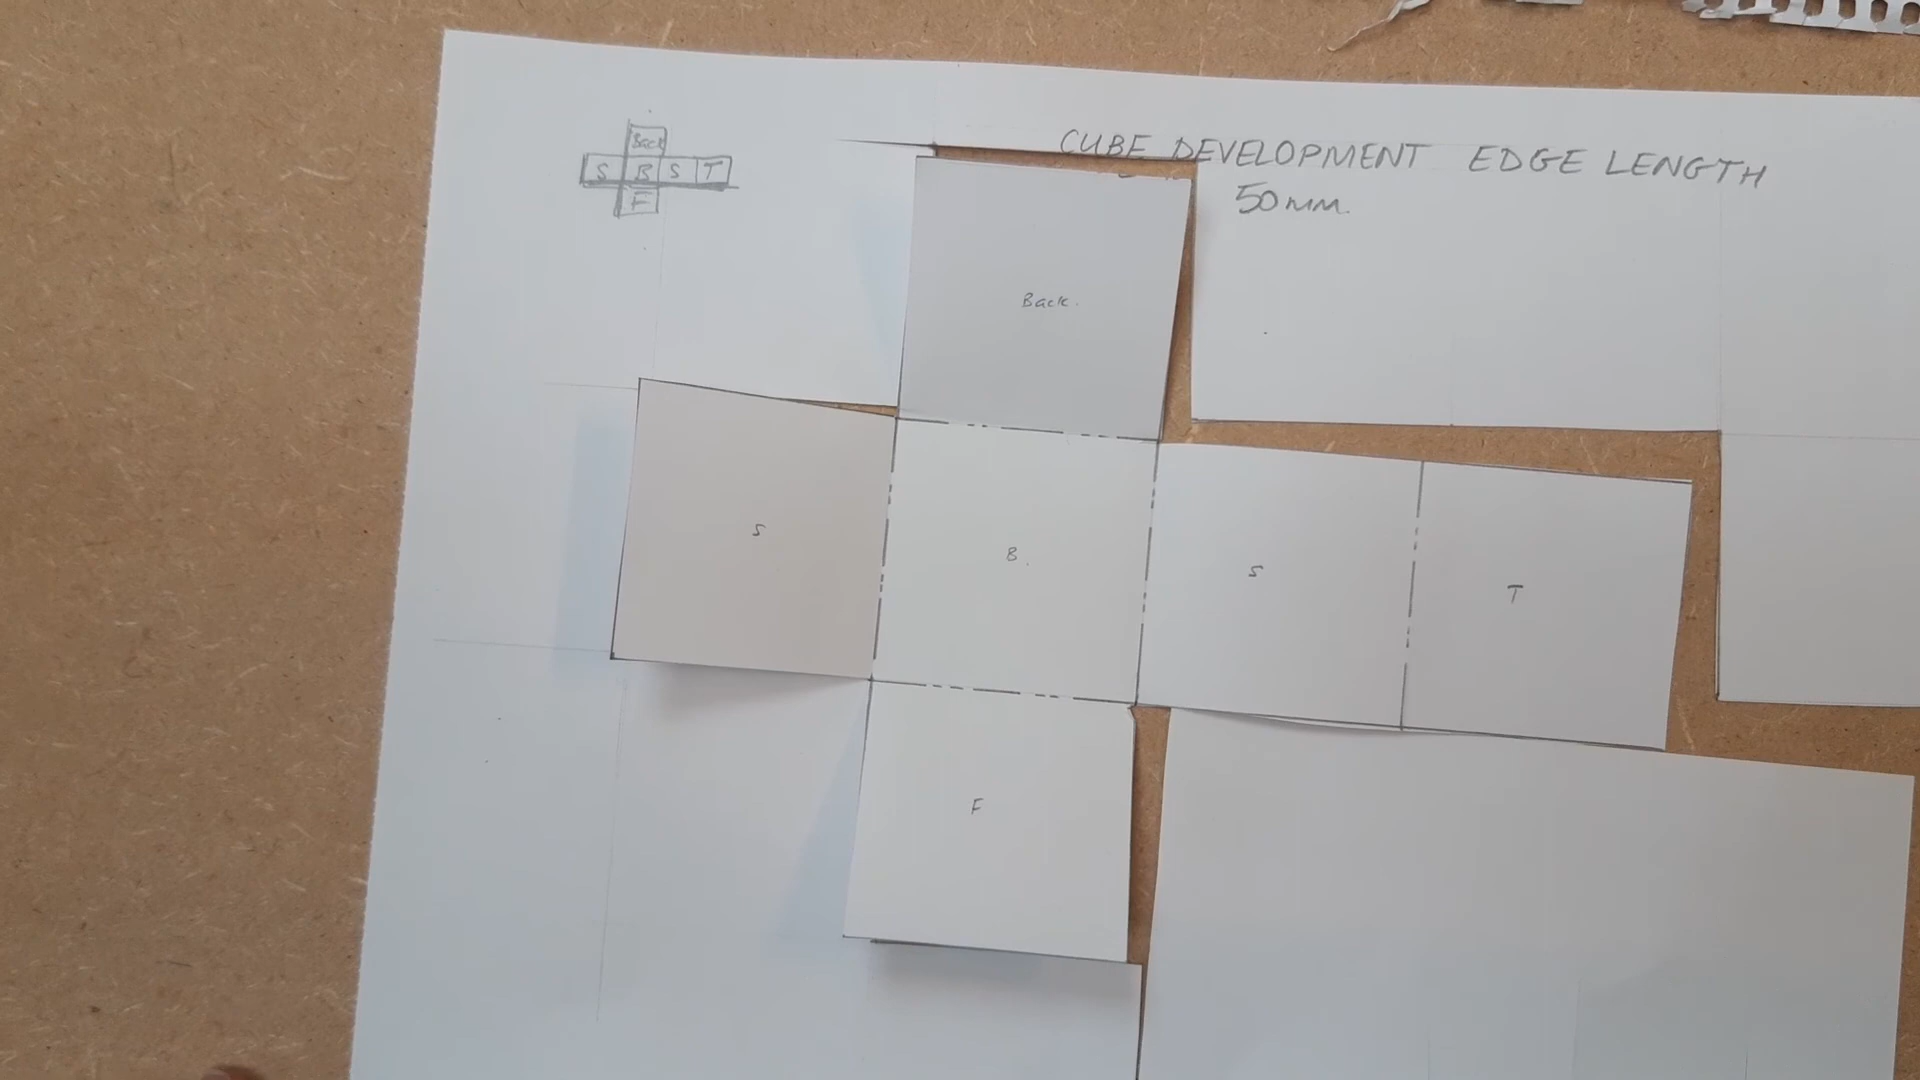 Back
S B S T
F
CUBE DEVELOPMENT EDGE LENGTH
50mm.
Back.
S B. S T
F